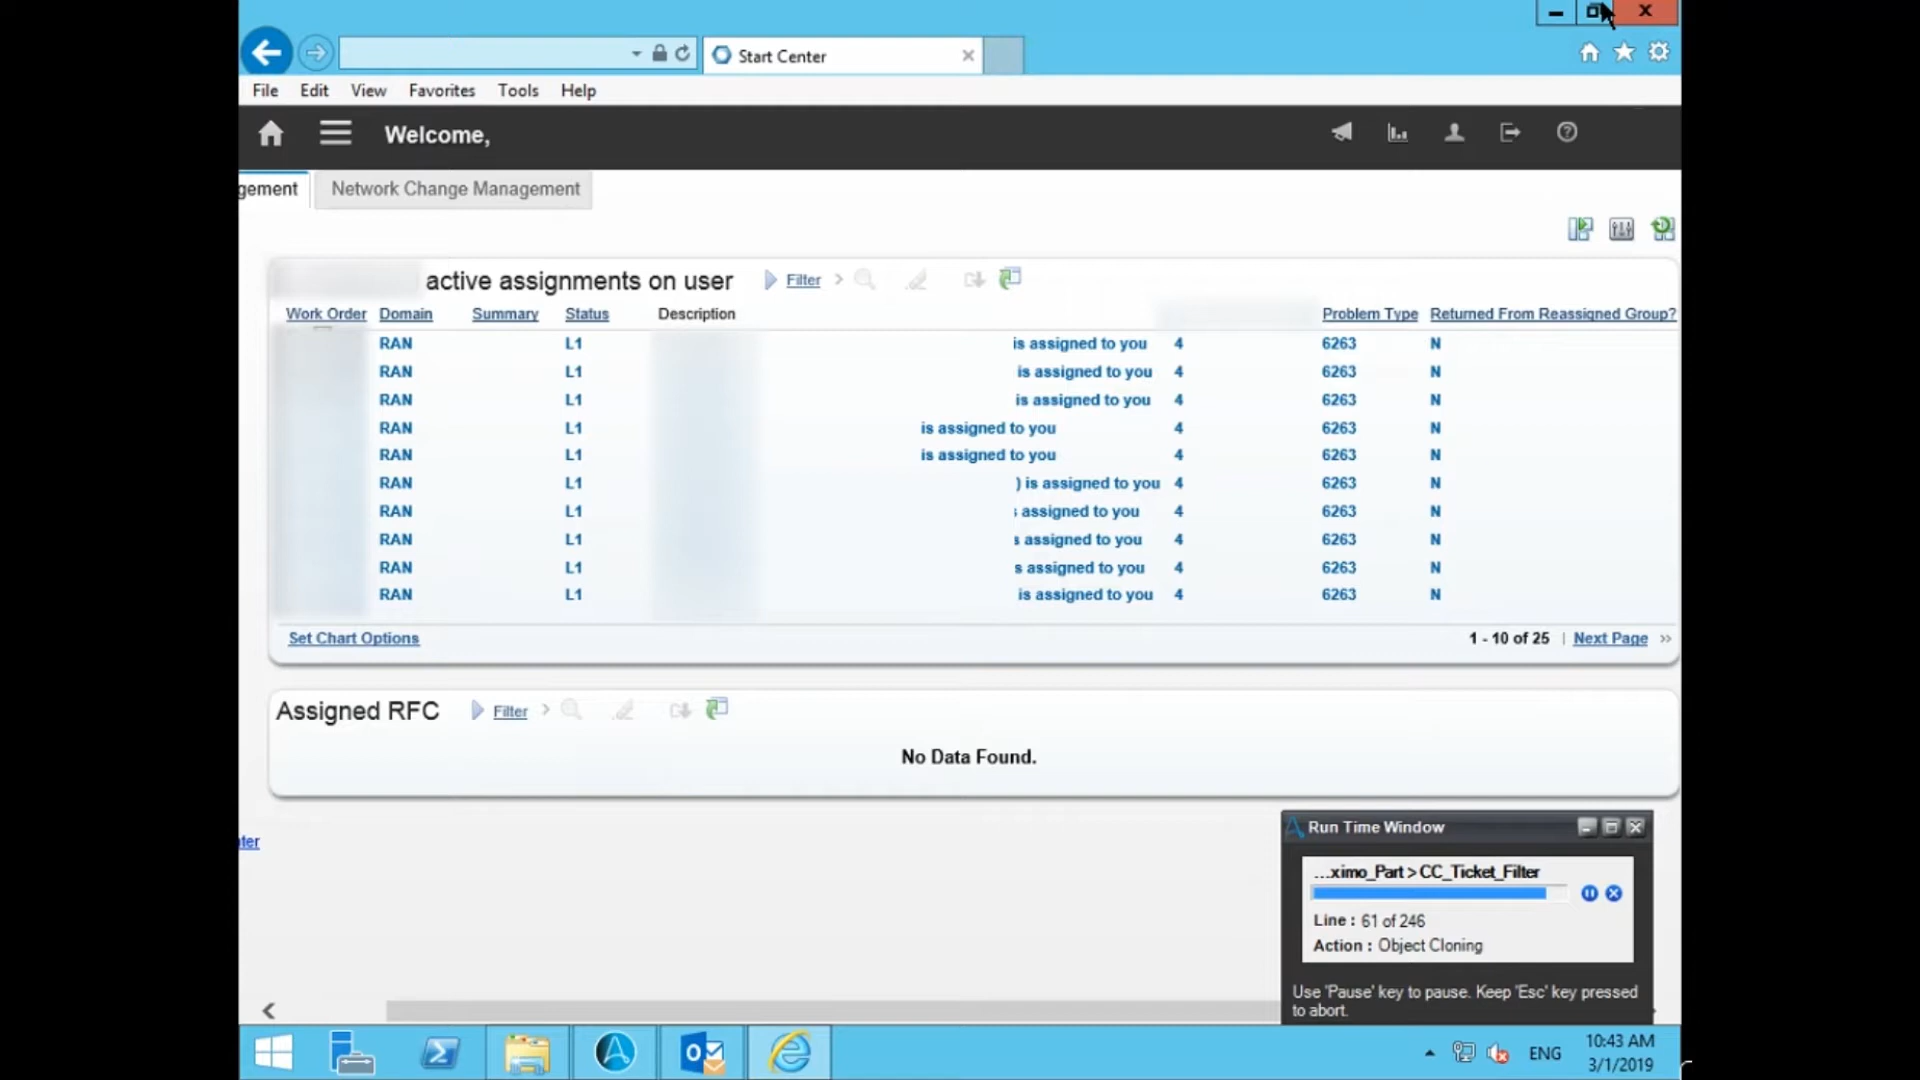 Start Center
File Edit View Favorites Tools Help
Welcome,
gement Network Change Management
active assignments on user Filter
Work Order Domain Summary Status Description Problem Type Returned From Reassigned Group?
RAN L1 is assigned to you 4 6263 N
RAN L1 is assigned to you 4 6263 N
RAN L1 is assigned to you 4 6263 N
RAN L1 is assigned to you 4 6263 N
RAN L1 is assigned to you 4 6263 N
RAN L1 ) is assigned to you 4 6263 N
RAN L1 s assigned to you 4 6263 N
RAN L1 s assigned to you 4 6263 N
RAN L1 s assigned to you 4 6263 N
RAN L1 is assigned to you 4 6263 N
Set Chart Options 1 - 10 of 25 | Next Page
Assigned RFC Filter
No Data Found.
Run Time Window
nter
...ximo_Part > CC_Ticket_Filter
Line : 61 of 246
Action : Object Cloning
Use 'Pause' key to pause. Keep 'Esc' key pressed
to abort.
ENG 10:43 AM
3/1/2019